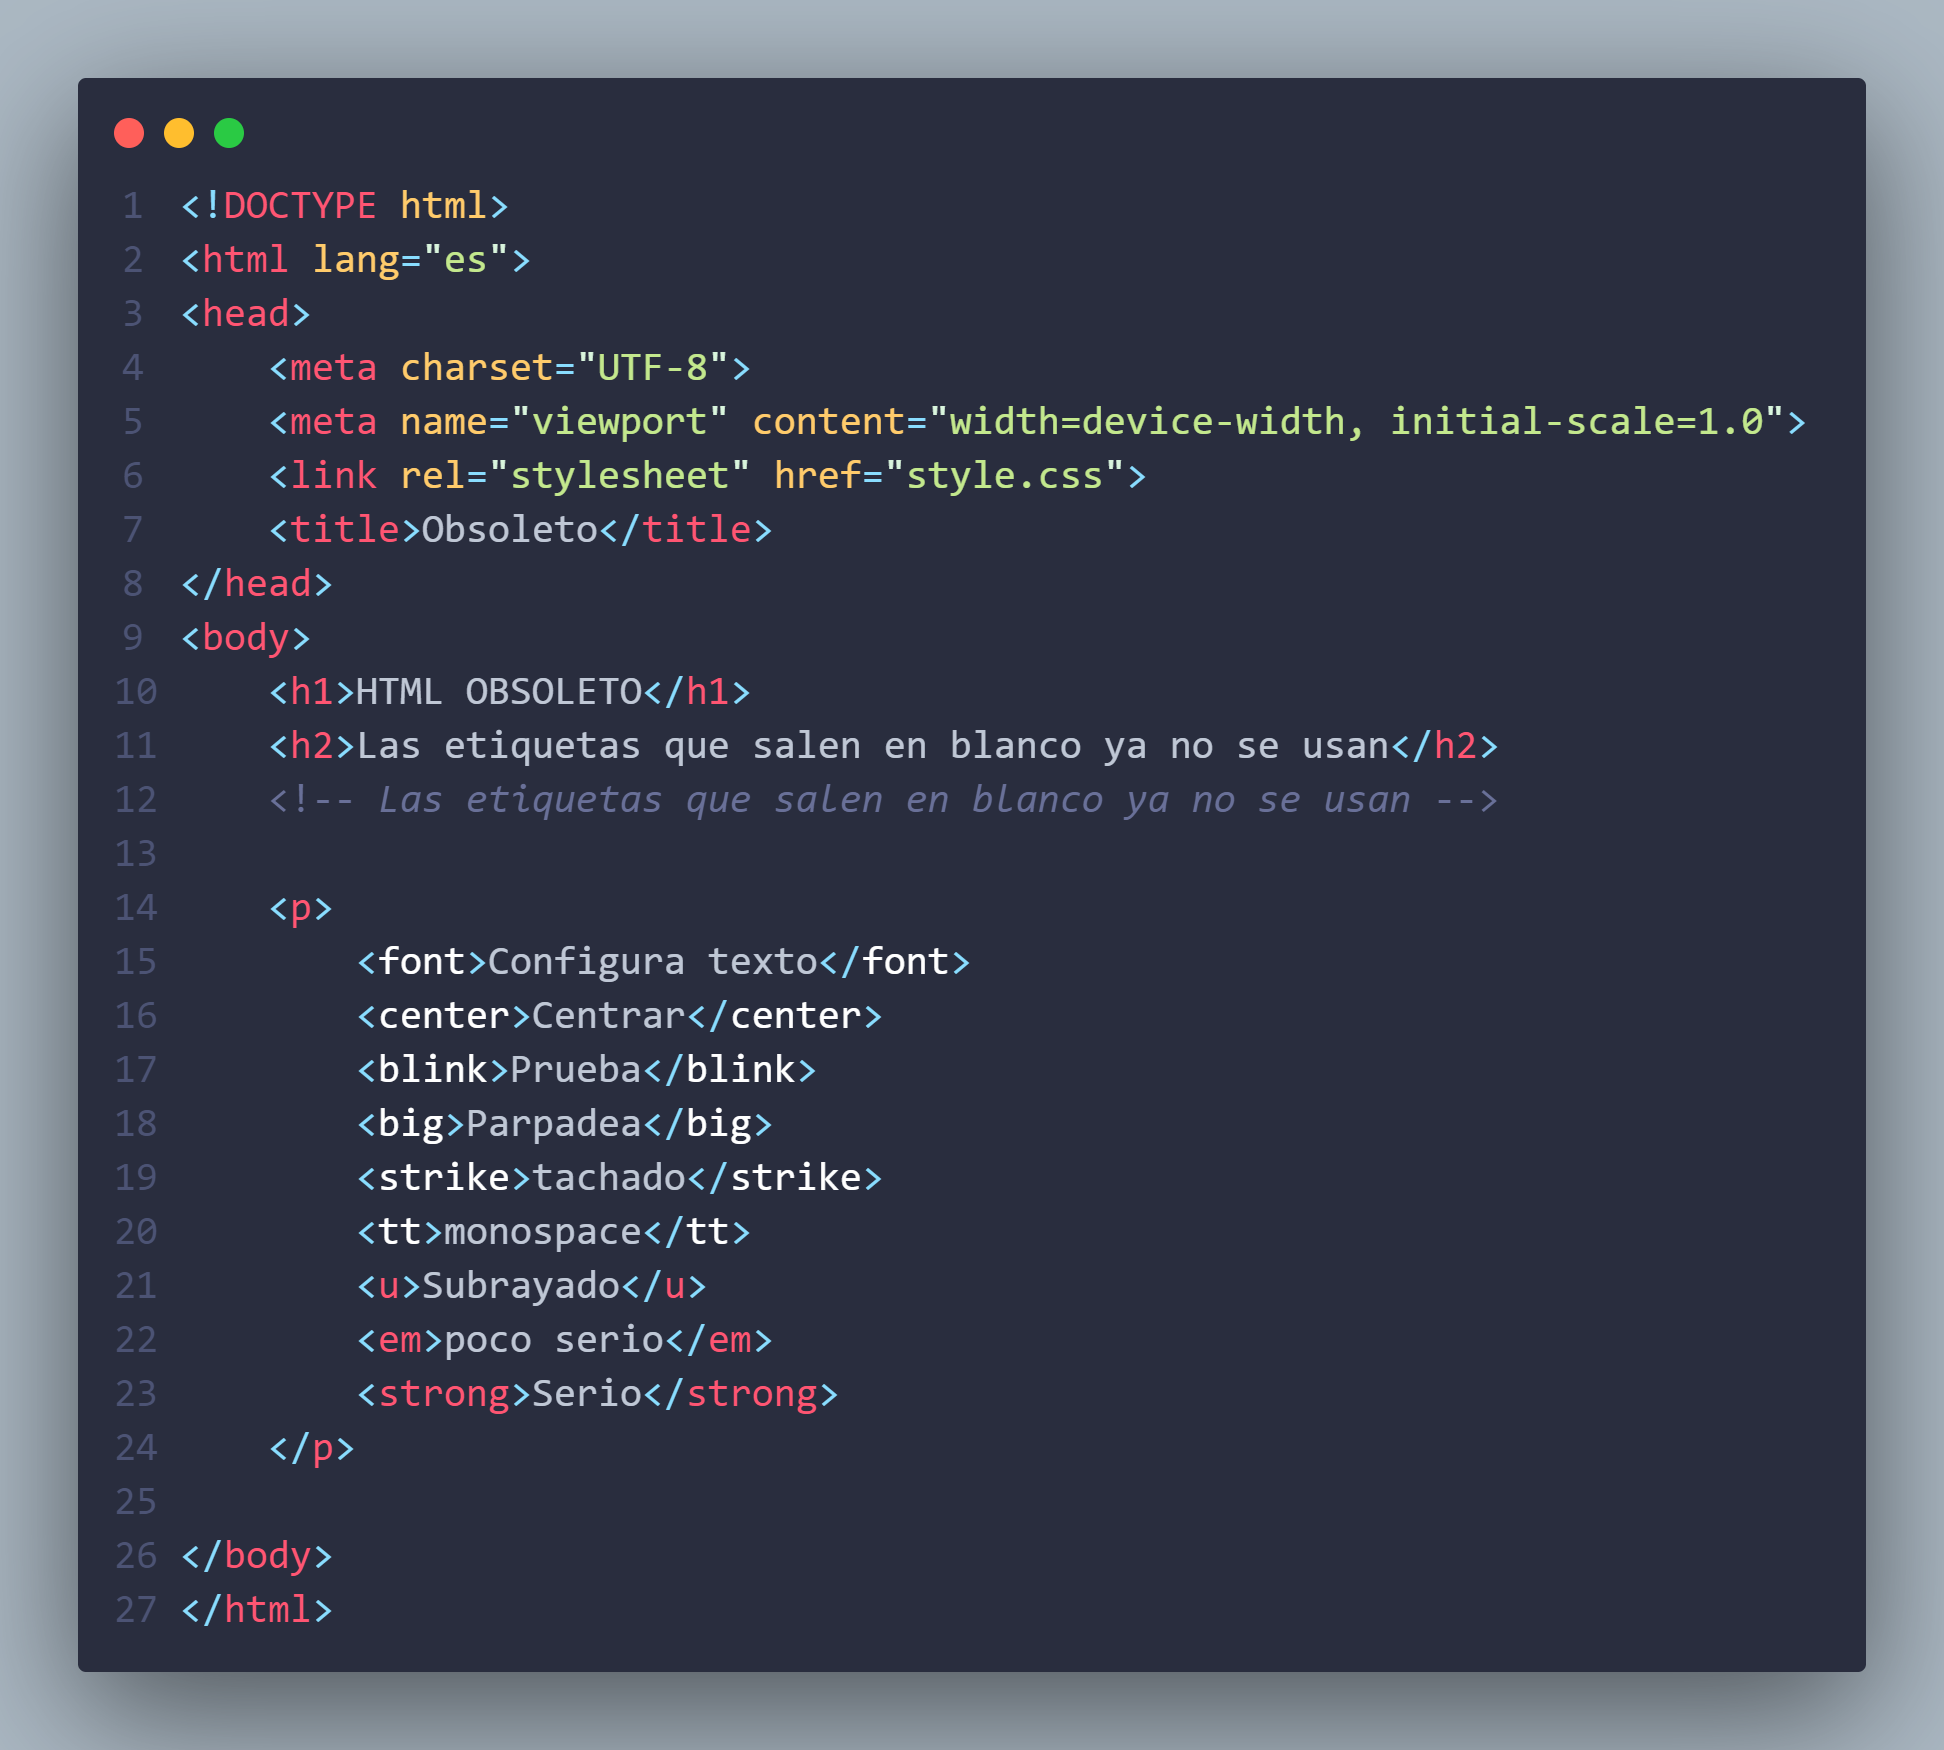 1 <!DOCTYPE html>
2 <html lang="es">
3 <head>
4     <meta charset="UTF-8">
5     <meta name="viewport" content="width=device-width, initial-scale=1.0">
6     <link rel="stylesheet" href="style.css">
7     <title>Obsoleto</title>
8 </head>
9 <body>
10     <h1>HTML OBSOLETO</h1>
11     <h2>Las etiquetas que salen en blanco ya no se usan</h2>
12     <!-- Las etiquetas que salen en blanco ya no se usan -->
13
14     <p>
15         <font>Configura texto</font>
16         <center>Centrar</center>
17         <blink>Prueba</blink>
18         <big>Parpadea</big>
19         <strike>tachado</strike>
20         <tt>monospace</tt>
21         <u>Subrayado</u>
22         <em>poco serio</em>
23         <strong>Serio</strong>
24     </p>
25
26 </body>
27 </html>